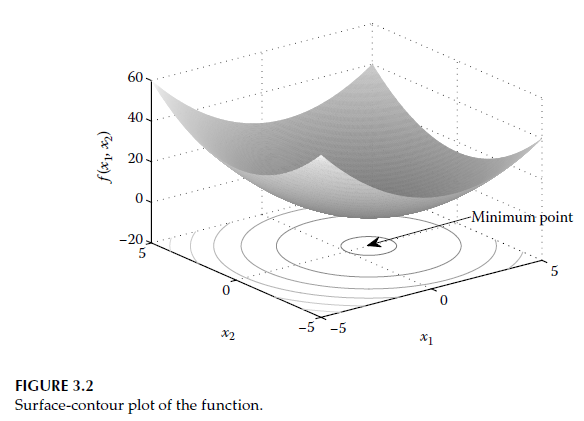 60
40
20
0
−20
f(x1, x2)
5
0
−5
x2
−5
0
5
x1
Minimum point
FIGURE 3.2
Surface-contour plot of the function.